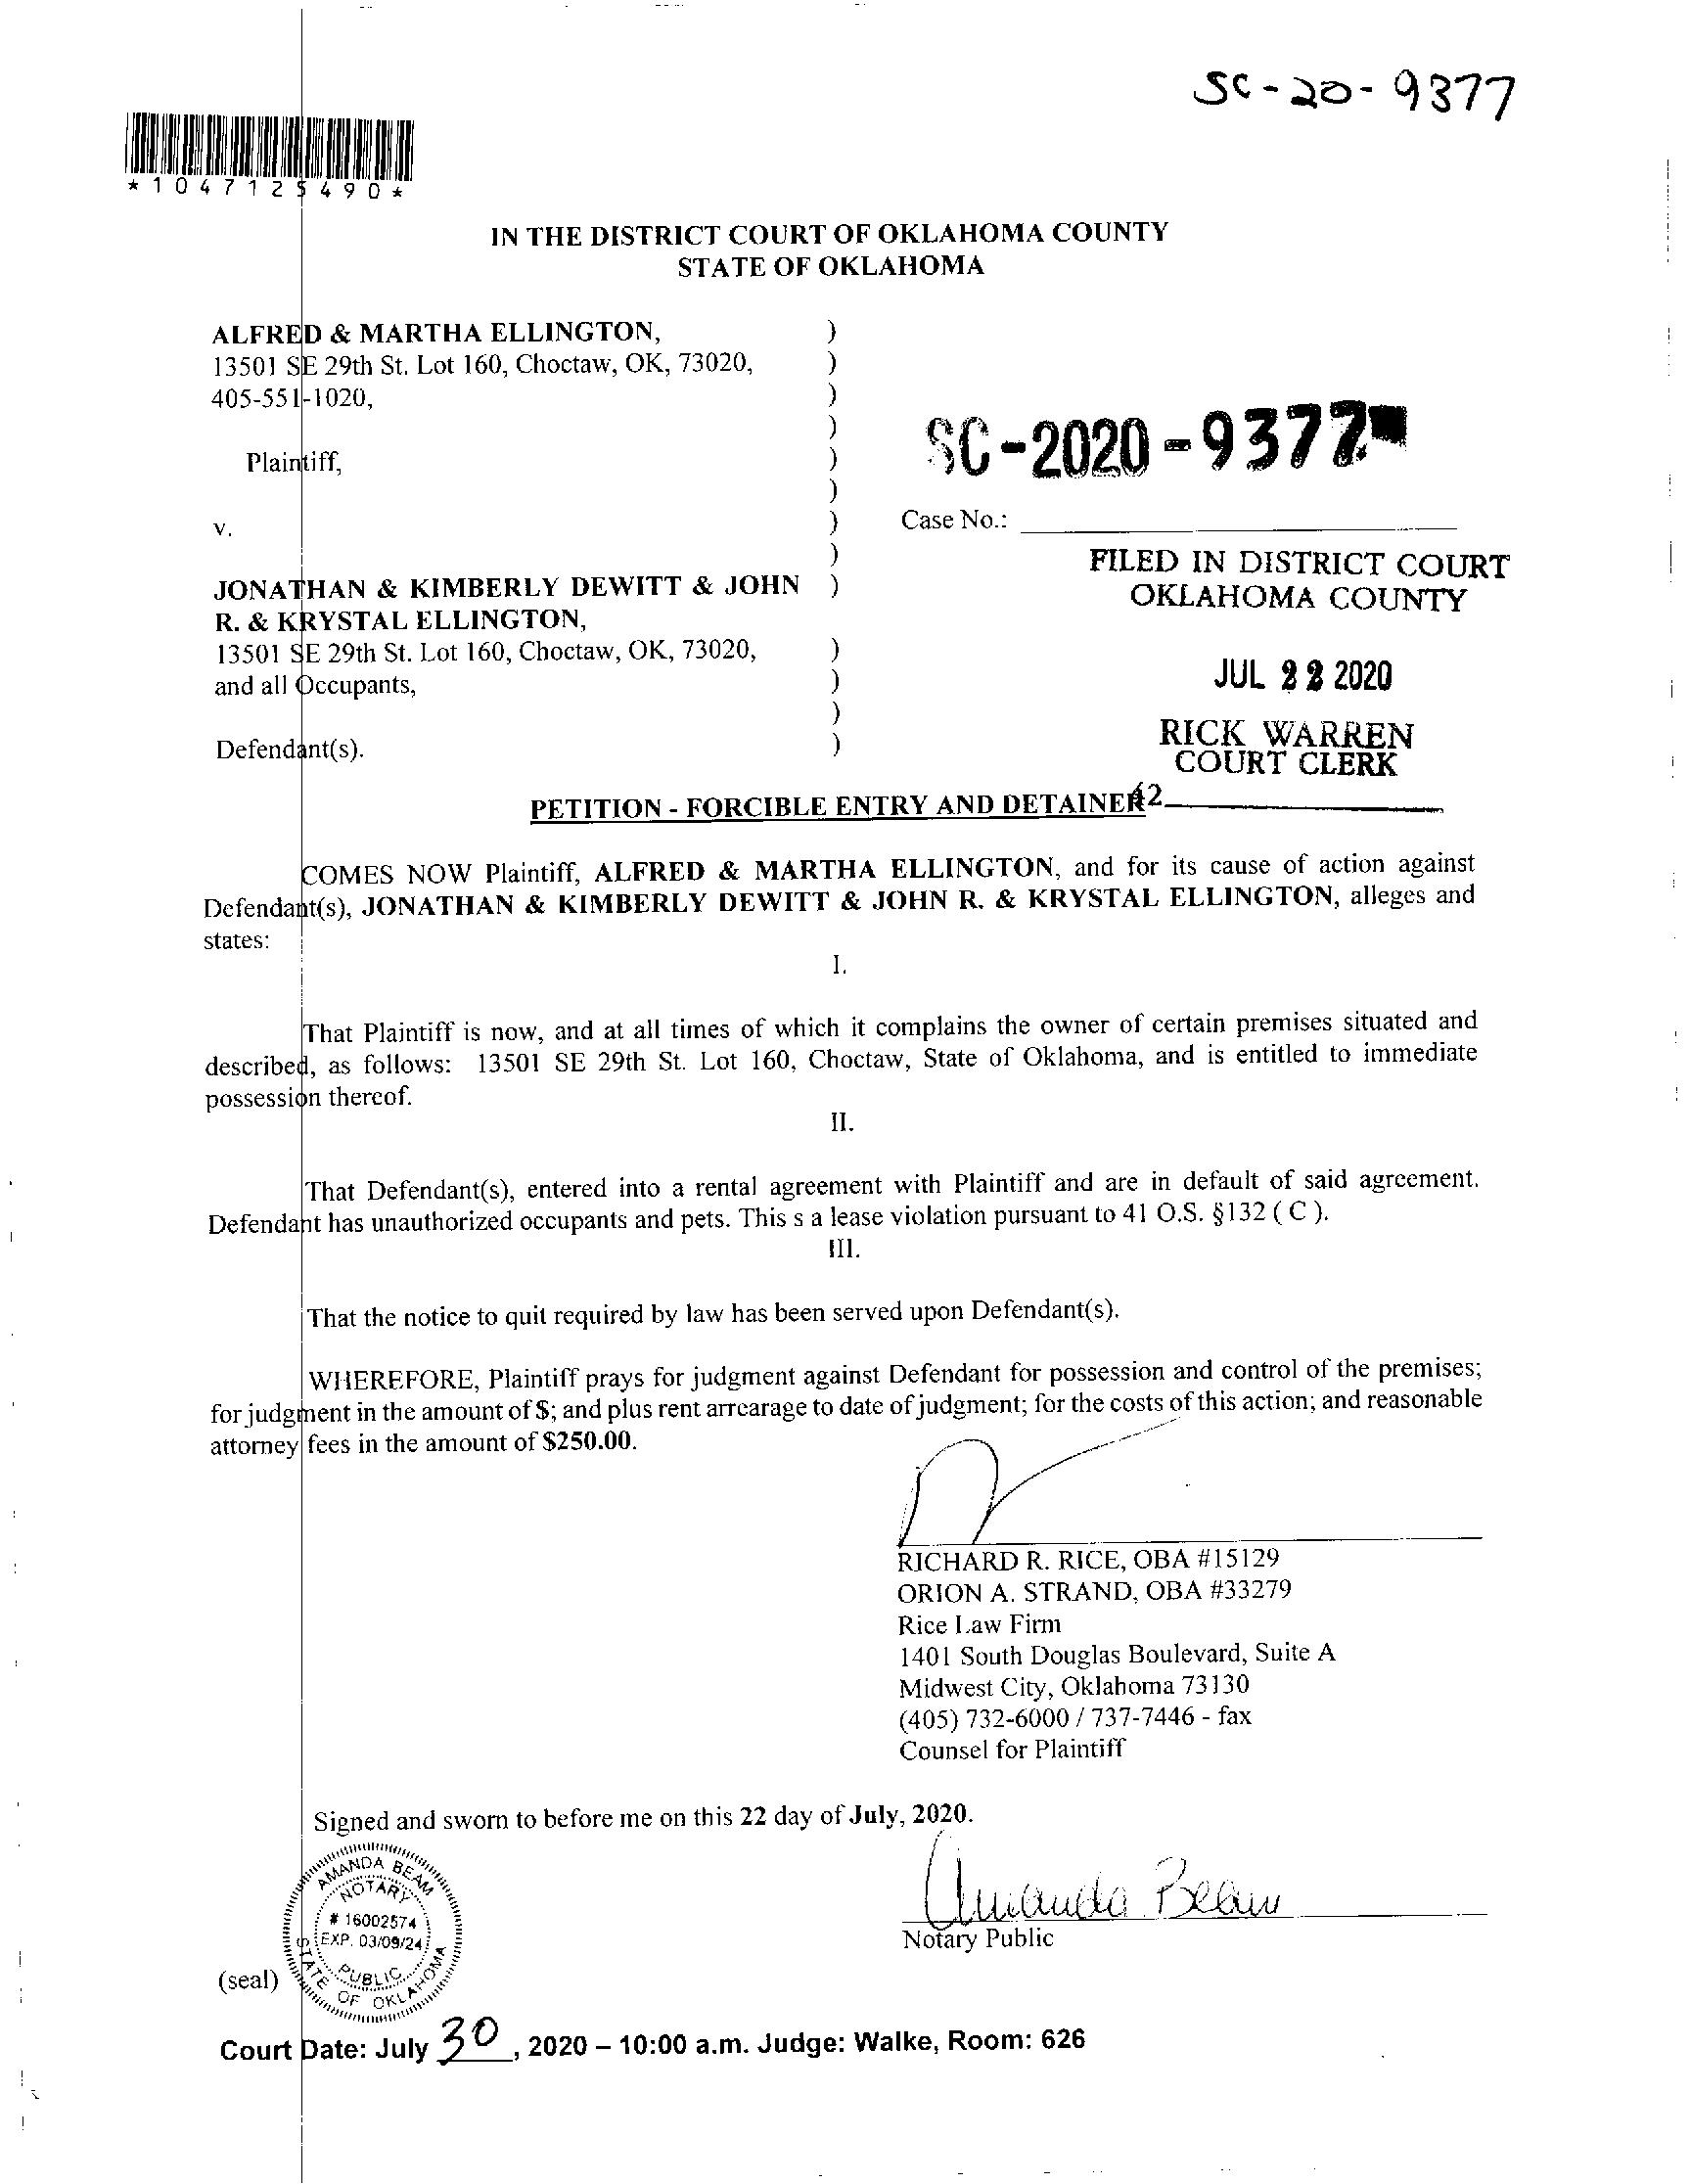 SC-20-9377
*1047125490*
IN THE DISTRICT COURT OF OKLAHOMA COUNTY
STATE OF OKLAHOMA
ALFRED & MARTHA ELLINGTON, )
13501 SE 29th St. Lot 160, Choctaw, OK, 73020, )
405-551-1020, )
)
Plaintiff, )
SC-2020-9377
)
v. ) Case No.:
)
FILED IN DISTRICT COURT
OKLAHOMA COUNTY
JONATHAN & KIMBERLY DEWITT & JOHN )
R. & KRYSTAL ELLINGTON,
13501 SE 29th St. Lot 160, Choctaw, OK, 73020, )
and all Occupants, )
JUL 22 2020
)
Defendant(s). )
RICK WARREN
COURT CLERK
42
PETITION - FORCIBLE ENTRY AND DETAINER
COMES NOW Plaintiff, ALFRED & MARTHA ELLINGTON, and for its cause of action against
Defendant(s), JONATHAN & KIMBERLY DEWITT & JOHN R. & KRYSTAL ELLINGTON, alleges and
states:
I.
That Plaintiff is now, and at all times of which it complains the owner of certain premises situated and
described, as follows: 13501 SE 29th St. Lot 160, Choctaw, State of Oklahoma, and is entitled to immediate
possession thereof.
II.
That Defendant(s), entered into a rental agreement with Plaintiff and are in default of said agreement.
Defendant has unauthorized occupants and pets. This s a lease violation pursuant to 41 O.S. §132 ( C ).
III.
That the notice to quit required by law has been served upon Defendant(s).
WHEREFORE, Plaintiff prays for judgment against Defendant for possession and control of the premises;
for judgment in the amount of $; and plus rent arrearage to date of judgment; for the costs of this action; and reasonable
attorney fees in the amount of $250.00.
RICHARD R. RICE, OBA #15129
ORION A. STRAND, OBA #33279
Rice Law Firm
1401 South Douglas Boulevard, Suite A
Midwest City, Oklahoma 73130
(405) 732-6000 / 737-7446 - fax
Counsel for Plaintiff
Signed and sworn to before me on this 22 day of July, 2020.
AMANDA BEAM
NOTARY
# 16002574
EXP. 03/09/24
PUBLIC
STATE OF OKLAHOMA
Amanda Beam
Notary Public
(seal)
Court Date: July 30, 2020 – 10:00 a.m. Judge: Walke, Room: 626